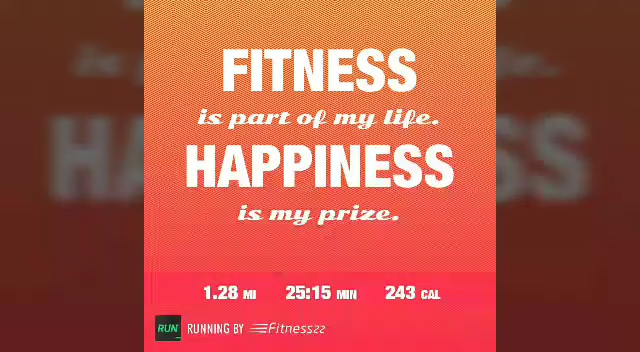 FITNESS
is part of my life.
HAPPINESS
is my prize.
1.28 MI 25:15 MIN 243 CAL
RUN RUNNING BY Fitness22